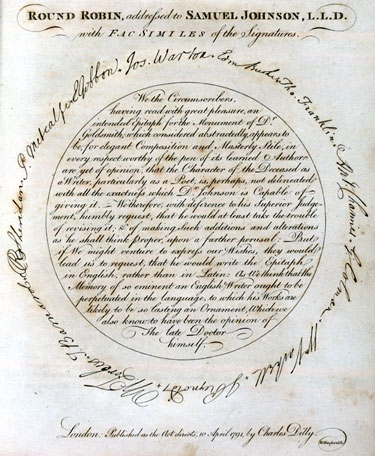 ROUND ROBIN, addressed to SAMUEL JOHNSON, L.L.D.
with FAC SIMILES of the Signatures.
Edm Burke. Tho. Franklin. Ant. Chamier. G Colman. Wm Vachell. J Reynolds. W Forbes. T Barnard. R B Sheridan. P. Metcalfe. E Gibbon. Jos. Warton.
We the Circumscribers,
having read with great pleasure, an
intended Epitaph for the Monument of Dr.
Goldsmith, which considered abstractedly, appears to
be, for elegant Composition and Masterly Stile, in
every respect worthy of the pen of its learned Author;
are yet of opinion, that the Character of the Deceased as
a Writer, particularly as a Poet, is, perhaps, not delineated
with all the exactness which Dr. Johnson is Capable of
giving it. — We therefore, with deference to his Superior Judge-
ment, humbly request, that he would at least take the trouble
of revising it; & of making such additions and alterations
as he shall think proper, upon a further perusal: But
if We might venture to express our Wishes, they would
lead us to request, that he would write the Epitaph
in English, rather than in Latin: As We think that the
Memory of so eminent an English Writer ought to be
perpetuated in the language, to which his Works are
likely to be so lasting an Ornament, Which we
also know to have been the opinion of
The late Doctor
himself.
London. Published as the Act directs, 10 April 1791, by Charles Dilly.